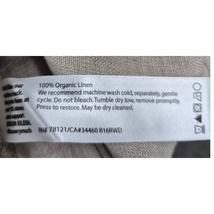 100% Organic Linen
We recommend machine wash cold, separately, gentle
cycle. Do not bleach. Tumble dry low, remove promptly.
Press to restore. May be dry cleaned.
78121/CA#34460 R16RWD